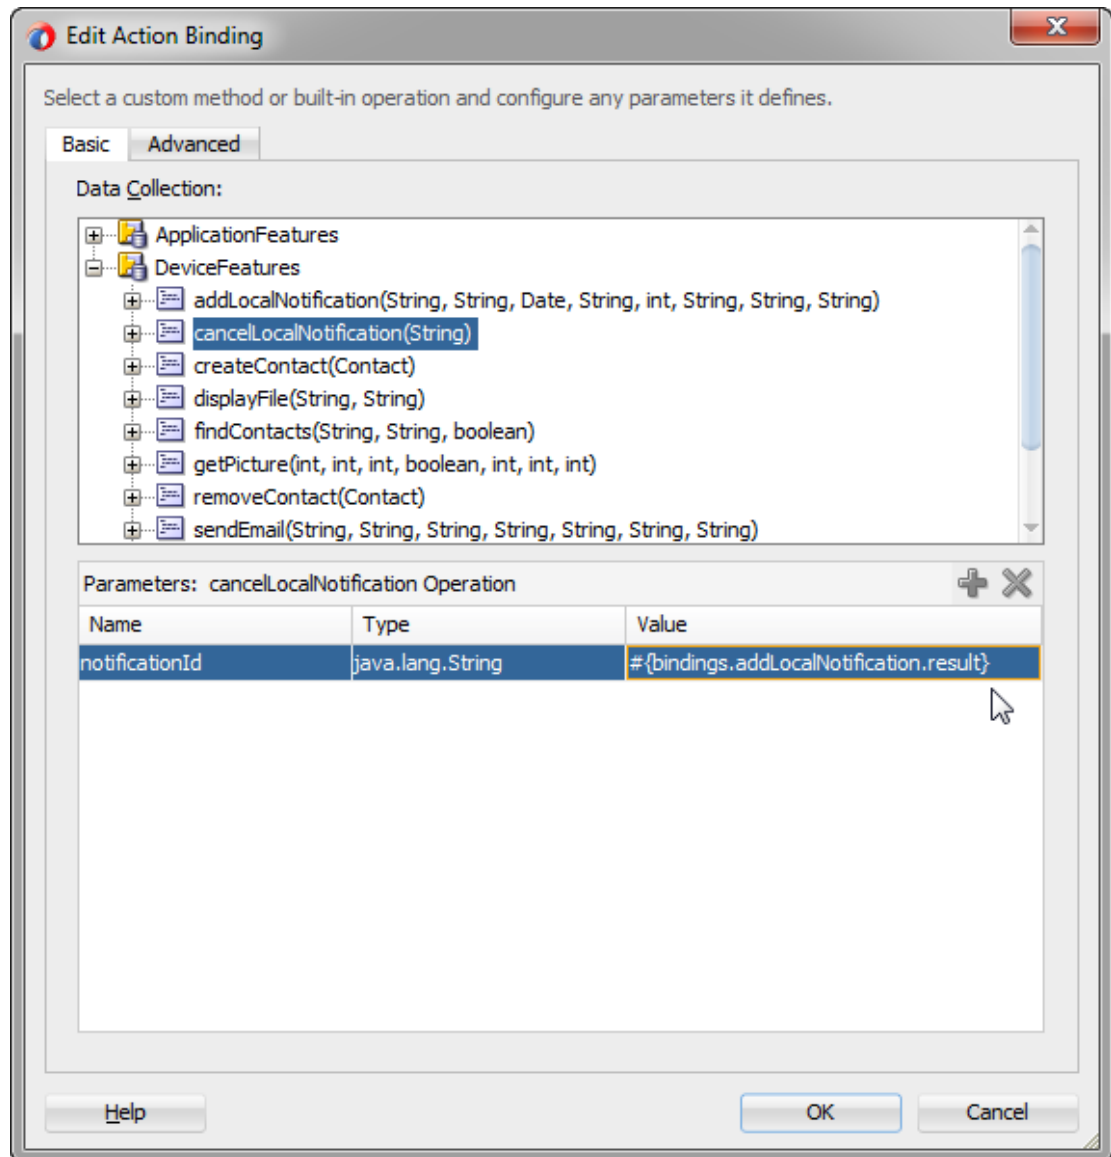 Edit Action Binding
Select a custom method or built-in operation and configure any parameters it defines.
Basic Advanced
Data Collection:
ApplicationFeatures
DeviceFeatures
addLocalNotification(String, String, Date, String, int, String, String, String)
cancelLocalNotification(String)
createContact(Contact)
displayFile(String, String)
findContacts(String, String, boolean)
getPicture(int, int, int, boolean, int, int, int)
removeContact(Contact)
sendEmail(String, String, String, String, String, String, String)
Parameters: cancelLocalNotification Operation
Name Type Value
notificationId java.lang.String #{bindings.addLocalNotification.result}
Help OK Cancel